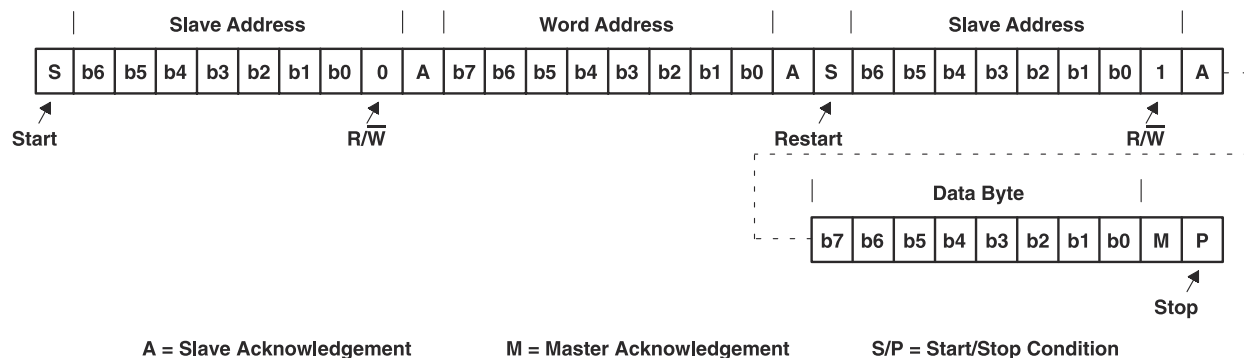 Slave Address Word Address Slave Address
S b6 b5 b4 b3 b2 b1 b0 0 A b7 b6 b5 b4 b3 b2 b1 b0 A S b6 b5 b4 b3 b2 b1 b0 1 A
Start R/W̅ Restart R/W̅
Data Byte
b7 b6 b5 b4 b3 b2 b1 b0 M P
Stop
A = Slave Acknowledgement M = Master Acknowledgement S/P = Start/Stop Condition